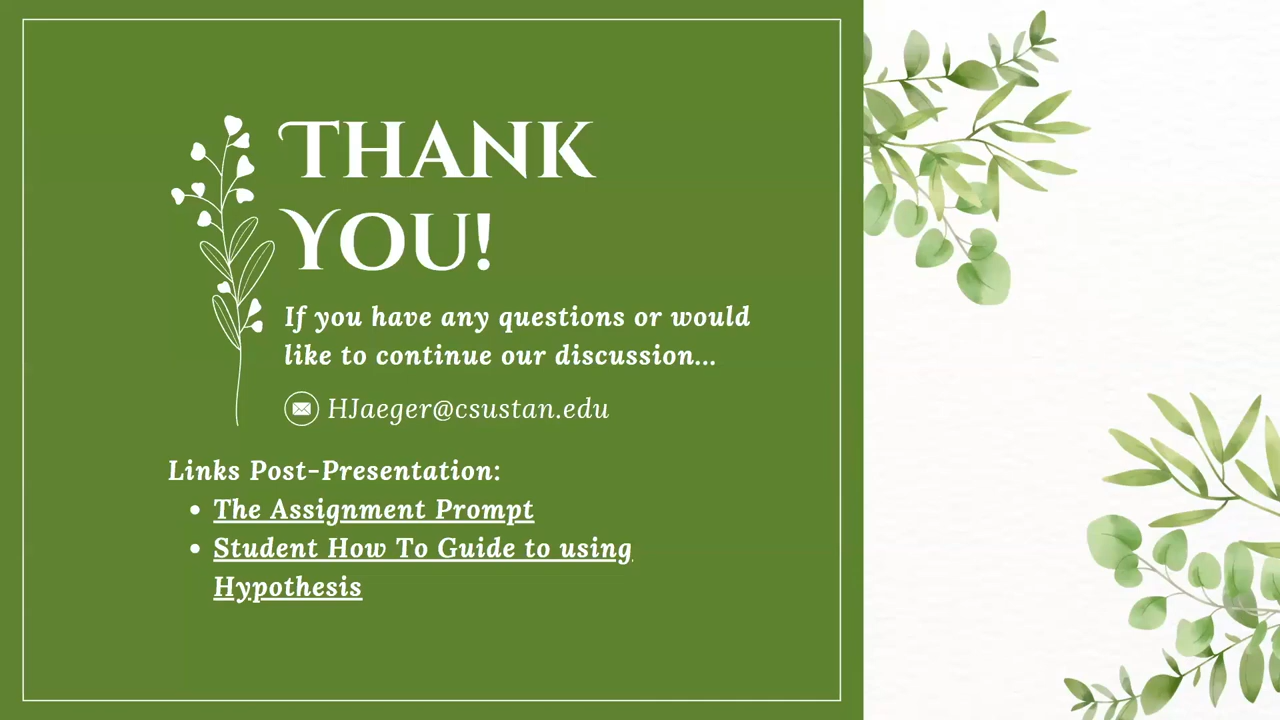 THANK
YOU!
If you have any questions or would
like to continue our discussion...
HJaeger@csustan.edu
Links Post-Presentation:
• The Assignment Prompt
• Student How To Guide to using
Hypothesis